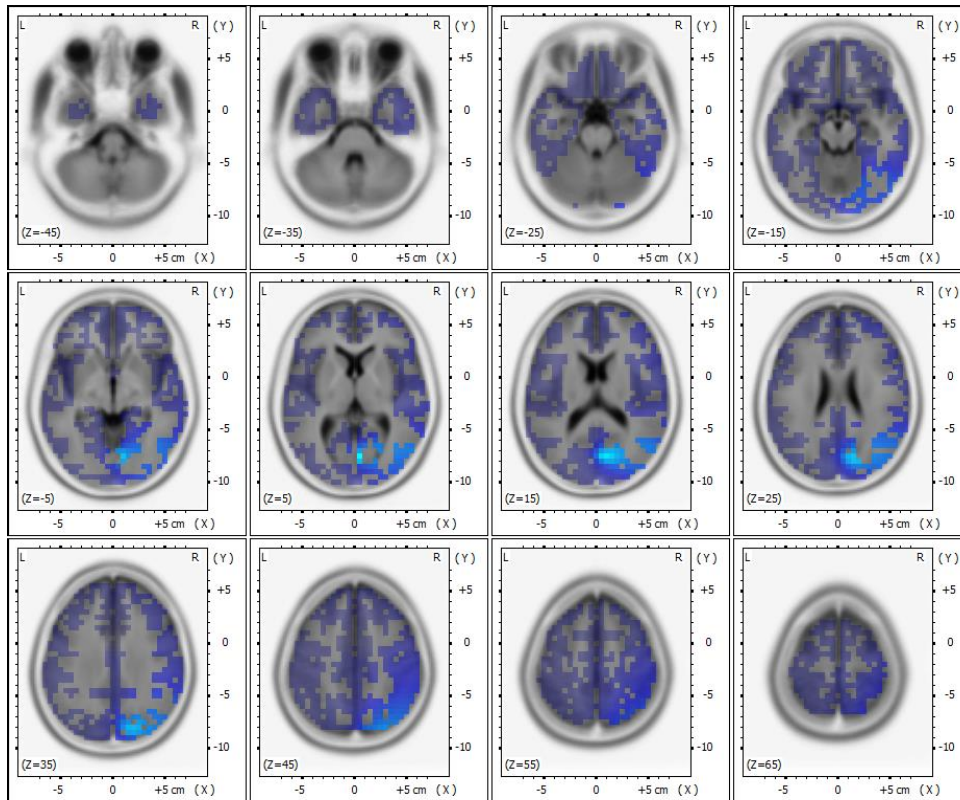 L R (Y) L R (Y) L R (Y) L R (Y)
+5 +5 +5 +5
0 0 0 0
-5 -5 -5 -5
-10 -10 -10 -10
(Z=-45) (Z=-35) (Z=-25) (Z=-15)
-5 0 +5 cm (X) -5 0 +5 cm (X) -5 0 +5 cm (X) -5 0 +5 cm (X)
L R (Y) L R (Y) L R (Y) L R (Y)
+5 +5 +5 +5
0 0 0 0
-5 -5 -5 -5
-10 -10 -10 -10
(Z=-5) (Z=5) (Z=15) (Z=25)
-5 0 +5 cm (X) -5 0 +5 cm (X) -5 0 +5 cm (X) -5 0 +5 cm (X)
L R (Y) L R (Y) L R (Y) L R (Y)
+5 +5 +5 +5
0 0 0 0
-5 -5 -5 -5
-10 -10 -10 -10
(Z=35) (Z=45) (Z=55) (Z=65)
-5 0 +5 cm (X) -5 0 +5 cm (X) -5 0 +5 cm (X) -5 0 +5 cm (X)